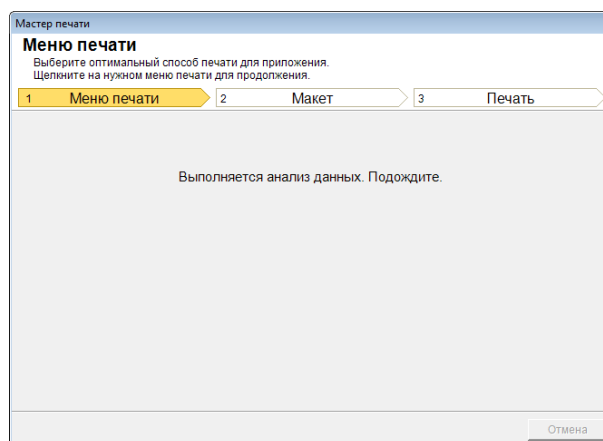 Мастер печати
Меню печати
Выберите оптимальный способ печати для приложения.
Щелкните на нужном меню печати для продолжения.
1 Меню печати 2 Макет 3 Печать
Выполняется анализ данных. Подождите.
Отмена